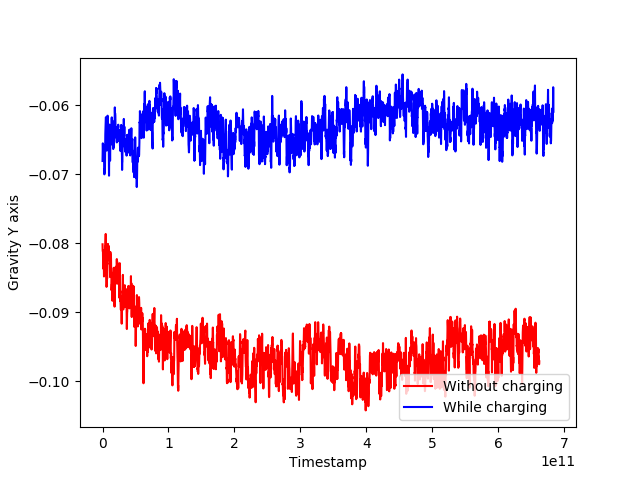 −0.06
−0.07
−0.08
−0.09
−0.10
Gravity Y axis
0 1 2 3 4 5 6 7
1e11
Timestamp
Without charging
While charging